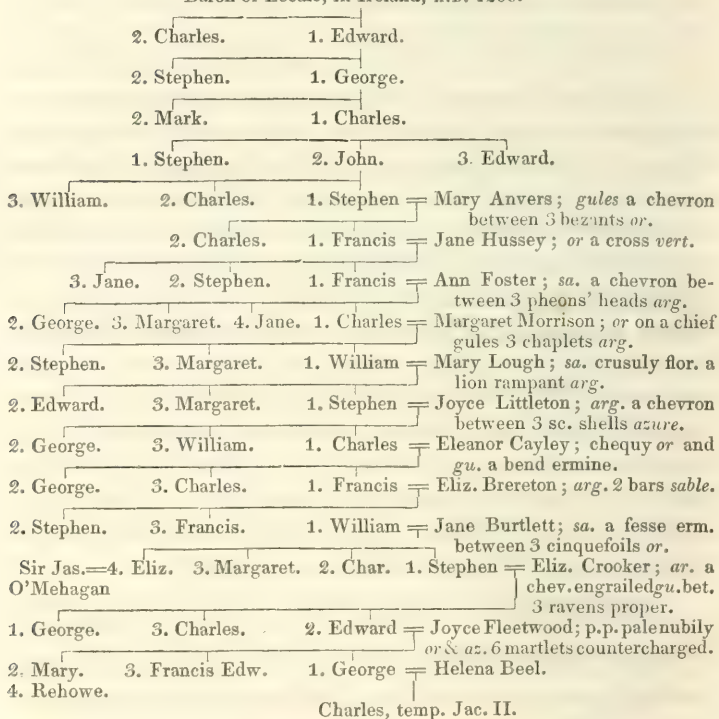 2. Charles. 1. Edward.
2. Stephen. 1. George.
2. Mark. 1. Charles.
1. Stephen. 2. John. 3. Edward.
3. William. 2. Charles. 1. Stephen = Mary Anvers; gules a chevron
between 3 bezants or.
2. Charles. 1. Francis = Jane Hussey; or a cross vert.
3. Jane. 2. Stephen. 1. Francis = Ann Foster; sa. a chevron be-
tween 3 pheons' heads arg.
2. George. 3. Margaret. 4. Jane. 1. Charles = Margaret Morrison; or on a chief
gules 3 chaplets arg.
2. Stephen. 3. Margaret. 1. William = Mary Lough; sa. crusuly flor. a
lion rampant arg.
2. Edward. 3. Margaret. 1. Stephen = Joyce Littleton; arg. a chevron
between 3 sc. shells azure.
2. George. 3. William. 1. Charles = Eleanor Cayley; chequy or and
gu. a bend ermine.
2. George. 3. Charles. 1. Francis = Eliz. Brereton; arg. 2 bars sable.
2. Stephen. 3. Francis. 1. William = Jane Burtlett; sa. a fesse erm.
between 3 cinquefoils or.
Sir Jas.=4. Eliz. 3. Margaret. 2. Char. 1. Stephen = Eliz. Crooker; ar. a
O'Mehagan chev. engrailed gu. bet.
3 ravens proper.
1. George. 3. Charles. 2. Edward = Joyce Fleetwood; p.p. pale nubily
or & az. 6 martlets countercharged.
2. Mary. 3. Francis Edw. 1. George = Helena Beel.
4. Rehowe.
Charles, temp. Jac. II.